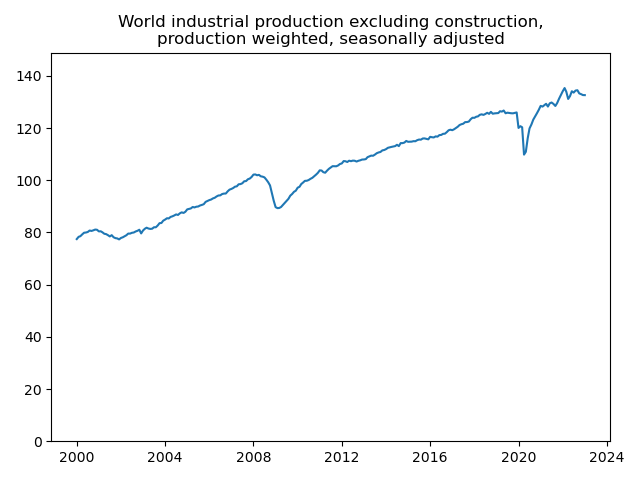 World industrial production excluding construction,
production weighted, seasonally adjusted
140
120
100
80
60
40
20
0
2000 2004 2008 2012 2016 2020 2024